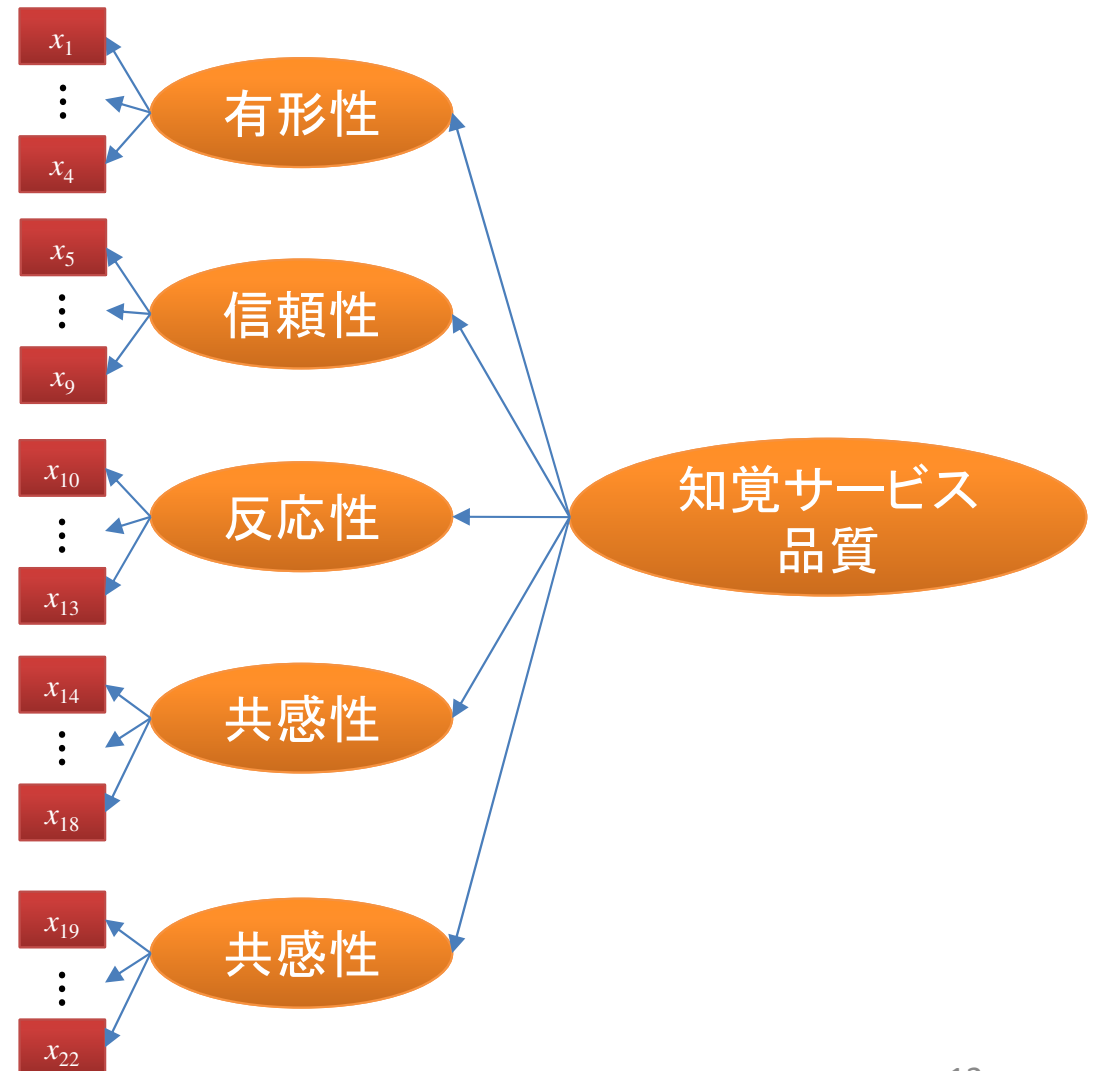 x₁
⋮
x₄
有形性
x₅
⋮
x₉
信頼性
x₁₀
⋮
x₁₃
反応性
x₁₄
⋮
x₁₈
共感性
x₁₉
⋮
x₂₂
共感性
知覚サービス
品質